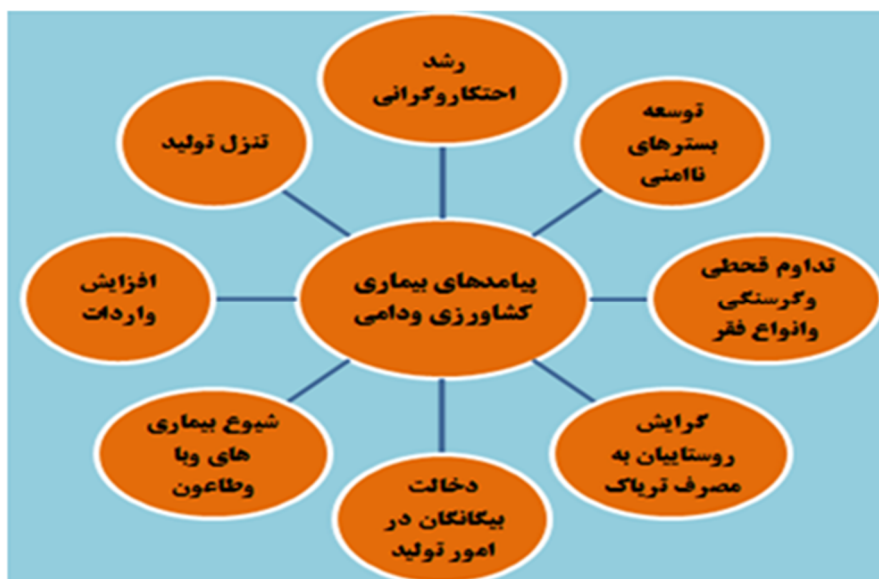 رشد
احتکاروگرانی
توسعه
بسترهای
ناامنی
تداوم قحطی
وگرسنگی
وانواع فقر
گرایش
روستاییان به
مصرف تریاک
دخالت
بیگانگان در
امور تولید
شیوع بیماری
های وبا
وطاعون
افزایش
واردات
تنزل تولید
پیامدهای بیماری
کشاورزی ودامی